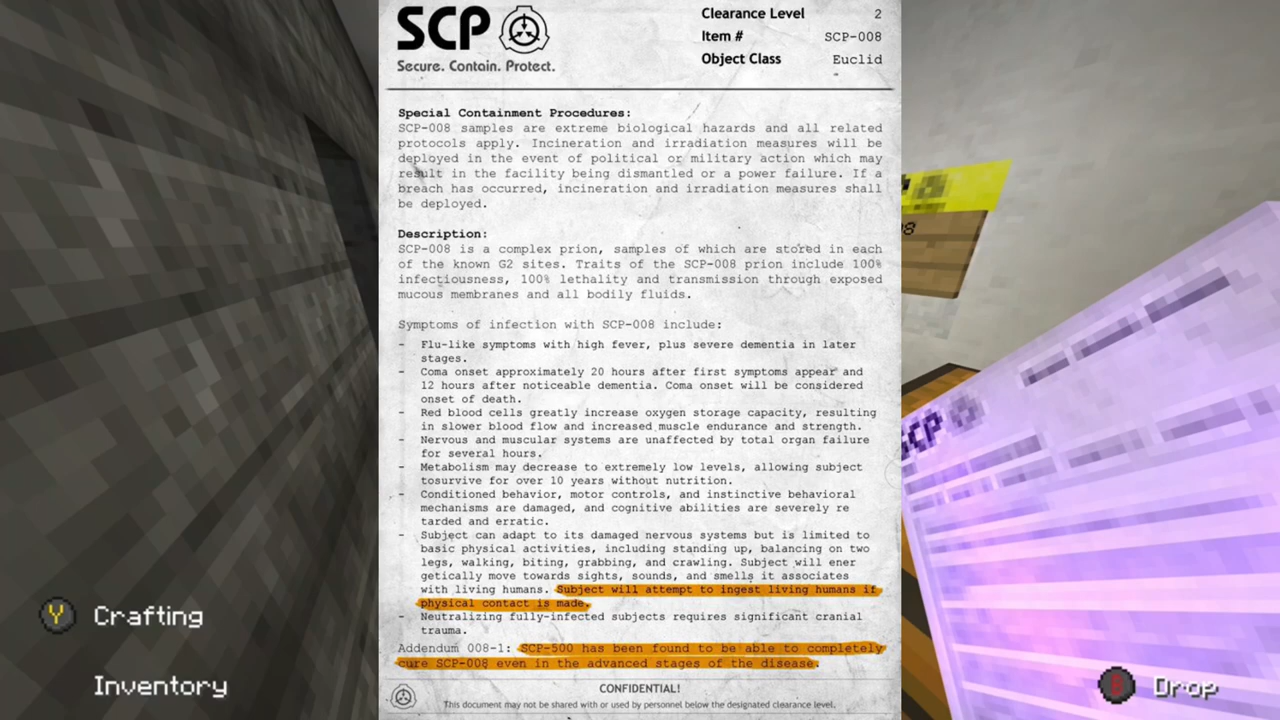 SCP
Secure. Contain. Protect.
Clearance Level 2
Item # SCP-008
Object Class Euclid
Special Containment Procedures:
SCP-008 samples are extreme biological hazards and all related
protocols apply. Incineration and irradiation measures will be
deployed in the event of political or military action which may
result in the facility being dismantled or a power failure. If a
breach has occurred, incineration and irradiation measures shall
be deployed.
Description:
SCP-008 is a complex prion, samples of which are stored in each
of the known G2 sites. Traits of the SCP-008 prion include 100%
infectiousness, 100% lethality and transmission through exposed
mucous membranes and all bodily fluids.
Symptoms of infection with SCP-008 include:
- Flu-like symptoms with high fever, plus severe dementia in later
stages.
- Coma onset approximately 20 hours after first symptoms appear and
12 hours after noticeable dementia. Coma onset will be considered
onset of death.
- Red blood cells greatly increase oxygen storage capacity, resulting
in slower blood flow and increased muscle endurance and strength.
- Nervous and muscular systems are unaffected by total organ failure
for several hours.
- Metabolism may decrease to extremely low levels, allowing subject
tosurvive for over 10 years without nutrition.
- Conditioned behavior, motor controls, and instinctive behavioral
mechanisms are damaged, and cognitive abilities are severely re
tarded and erratic.
- Subject can adapt to its damaged nervous systems but is limited to
basic physical activities, including standing up, balancing on two
legs, walking, biting, grabbing, and crawling. Subject will ener
getically move towards sights, sounds, and smells it associates
with living humans. Subject will attempt to ingest living humans if
physical contact is made.
- Neutralizing fully-infected subjects requires significant cranial
trauma.
Addendum 008-1: SCP-500 has been found to be able to completely
cure SCP-008 even in the advanced stages of the disease.
CONFIDENTIAL!
This document may not be shared with or used by personnel below the designated clearance level.
SCP
Y Crafting
Inventory
B Drop